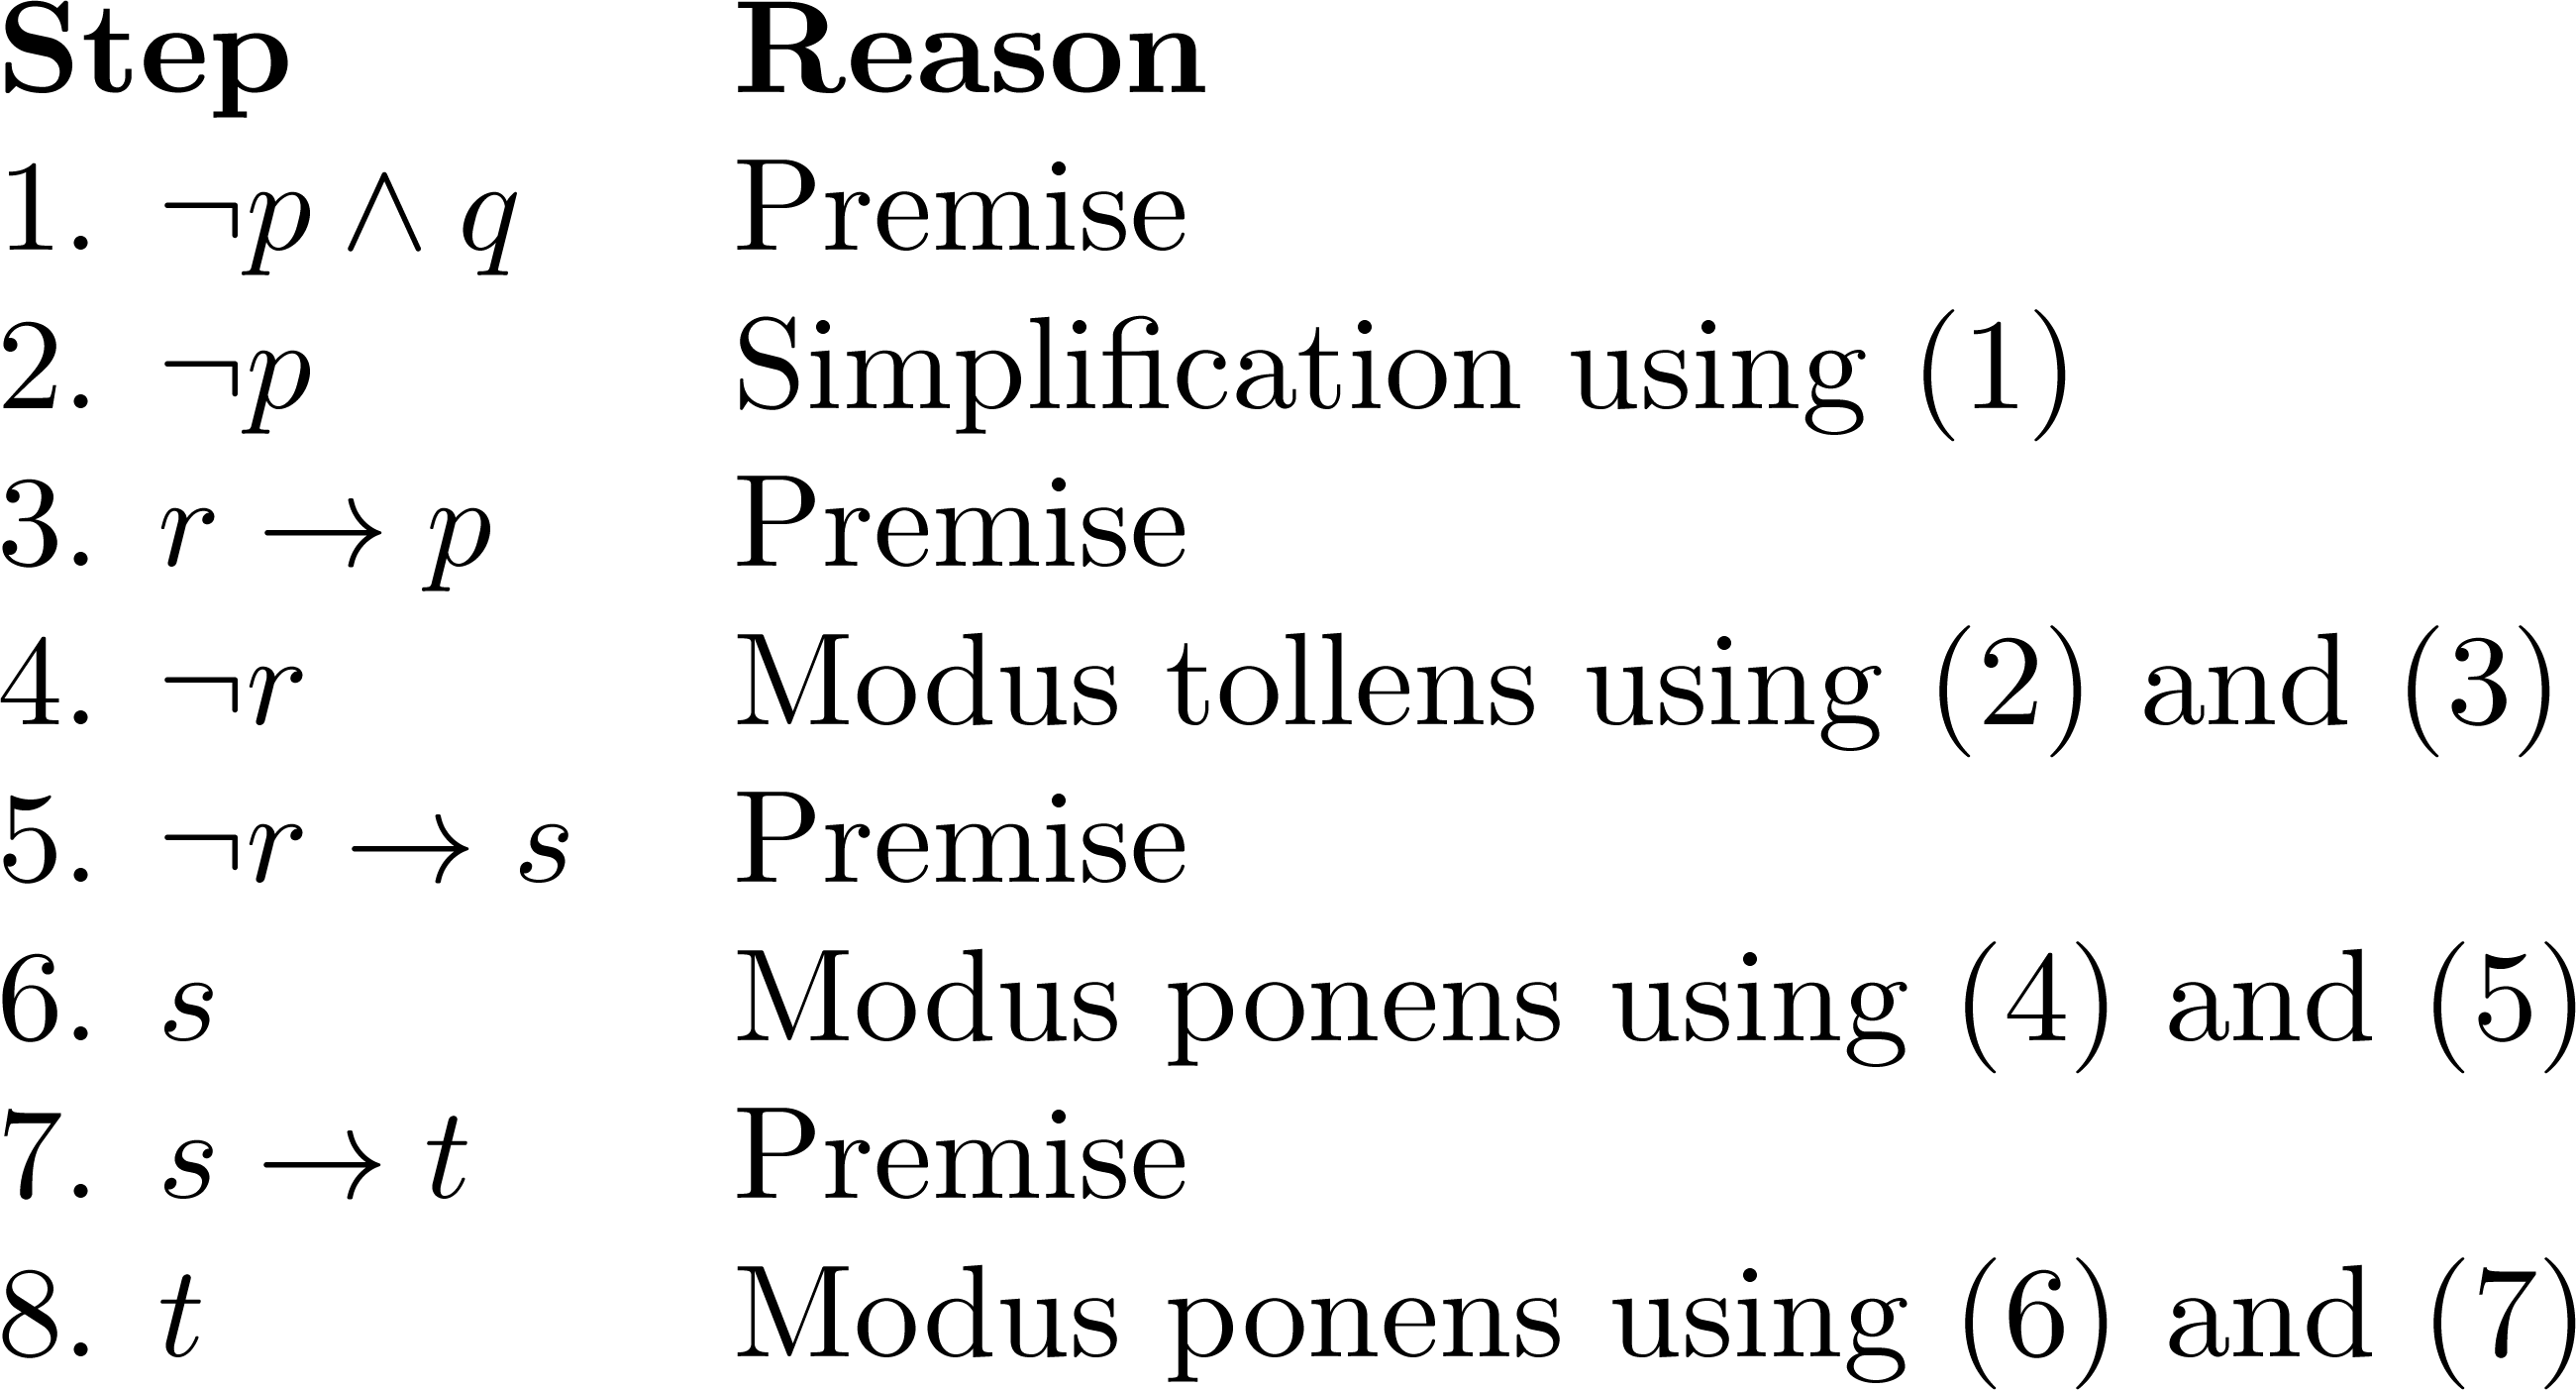 Step Reason
1. ¬p ∧ q Premise
2. ¬p Simplification using (1)
3. r → p Premise
4. ¬r Modus tollens using (2) and (3)
5. ¬r → s Premise
6. s Modus ponens using (4) and (5)
7. s → t Premise
8. t Modus ponens using (6) and (7)